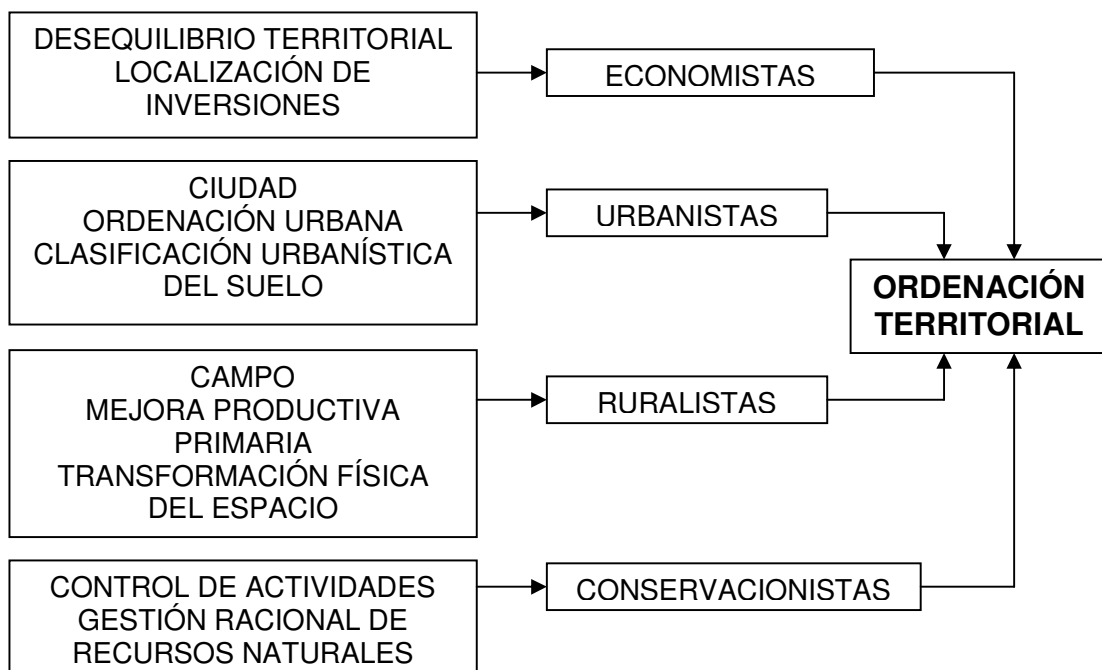 DESEQUILIBRIO TERRITORIAL
LOCALIZACIÓN DE
INVERSIONES
ECONOMISTAS
CIUDAD
ORDENACIÓN URBANA
CLASIFICACIÓN URBANÍSTICA
DEL SUELO
URBANISTAS
ORDENACIÓN
TERRITORIAL
CAMPO
MEJORA PRODUCTIVA
PRIMARIA
TRANSFORMACIÓN FÍSICA
DEL ESPACIO
RURALISTAS
CONTROL DE ACTIVIDADES
GESTIÓN RACIONAL DE
RECURSOS NATURALES
CONSERVACIONISTAS